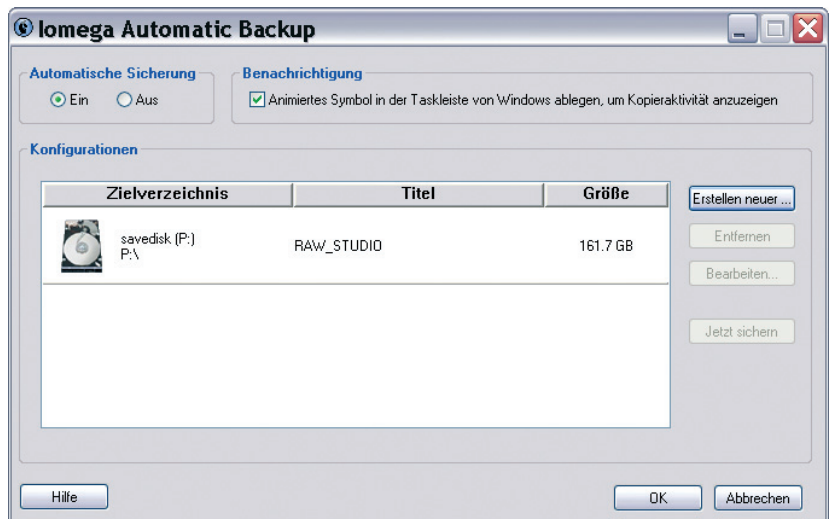 Iomega Automatic Backup
Automatische Sicherung
Ein Aus
Benachrichtigung
Animiertes Symbol in der Taskleiste von Windows ablegen, um Kopieraktivität anzuzeigen
Konfigurationen
Zielverzeichnis Titel Größe
savedisk (P:)
P:\
RAW_STUDIO 161.7 GB
Erstellen neuer ...
Entfernen
Bearbeiten...
Jetzt sichern
Hilfe OK Abbrechen